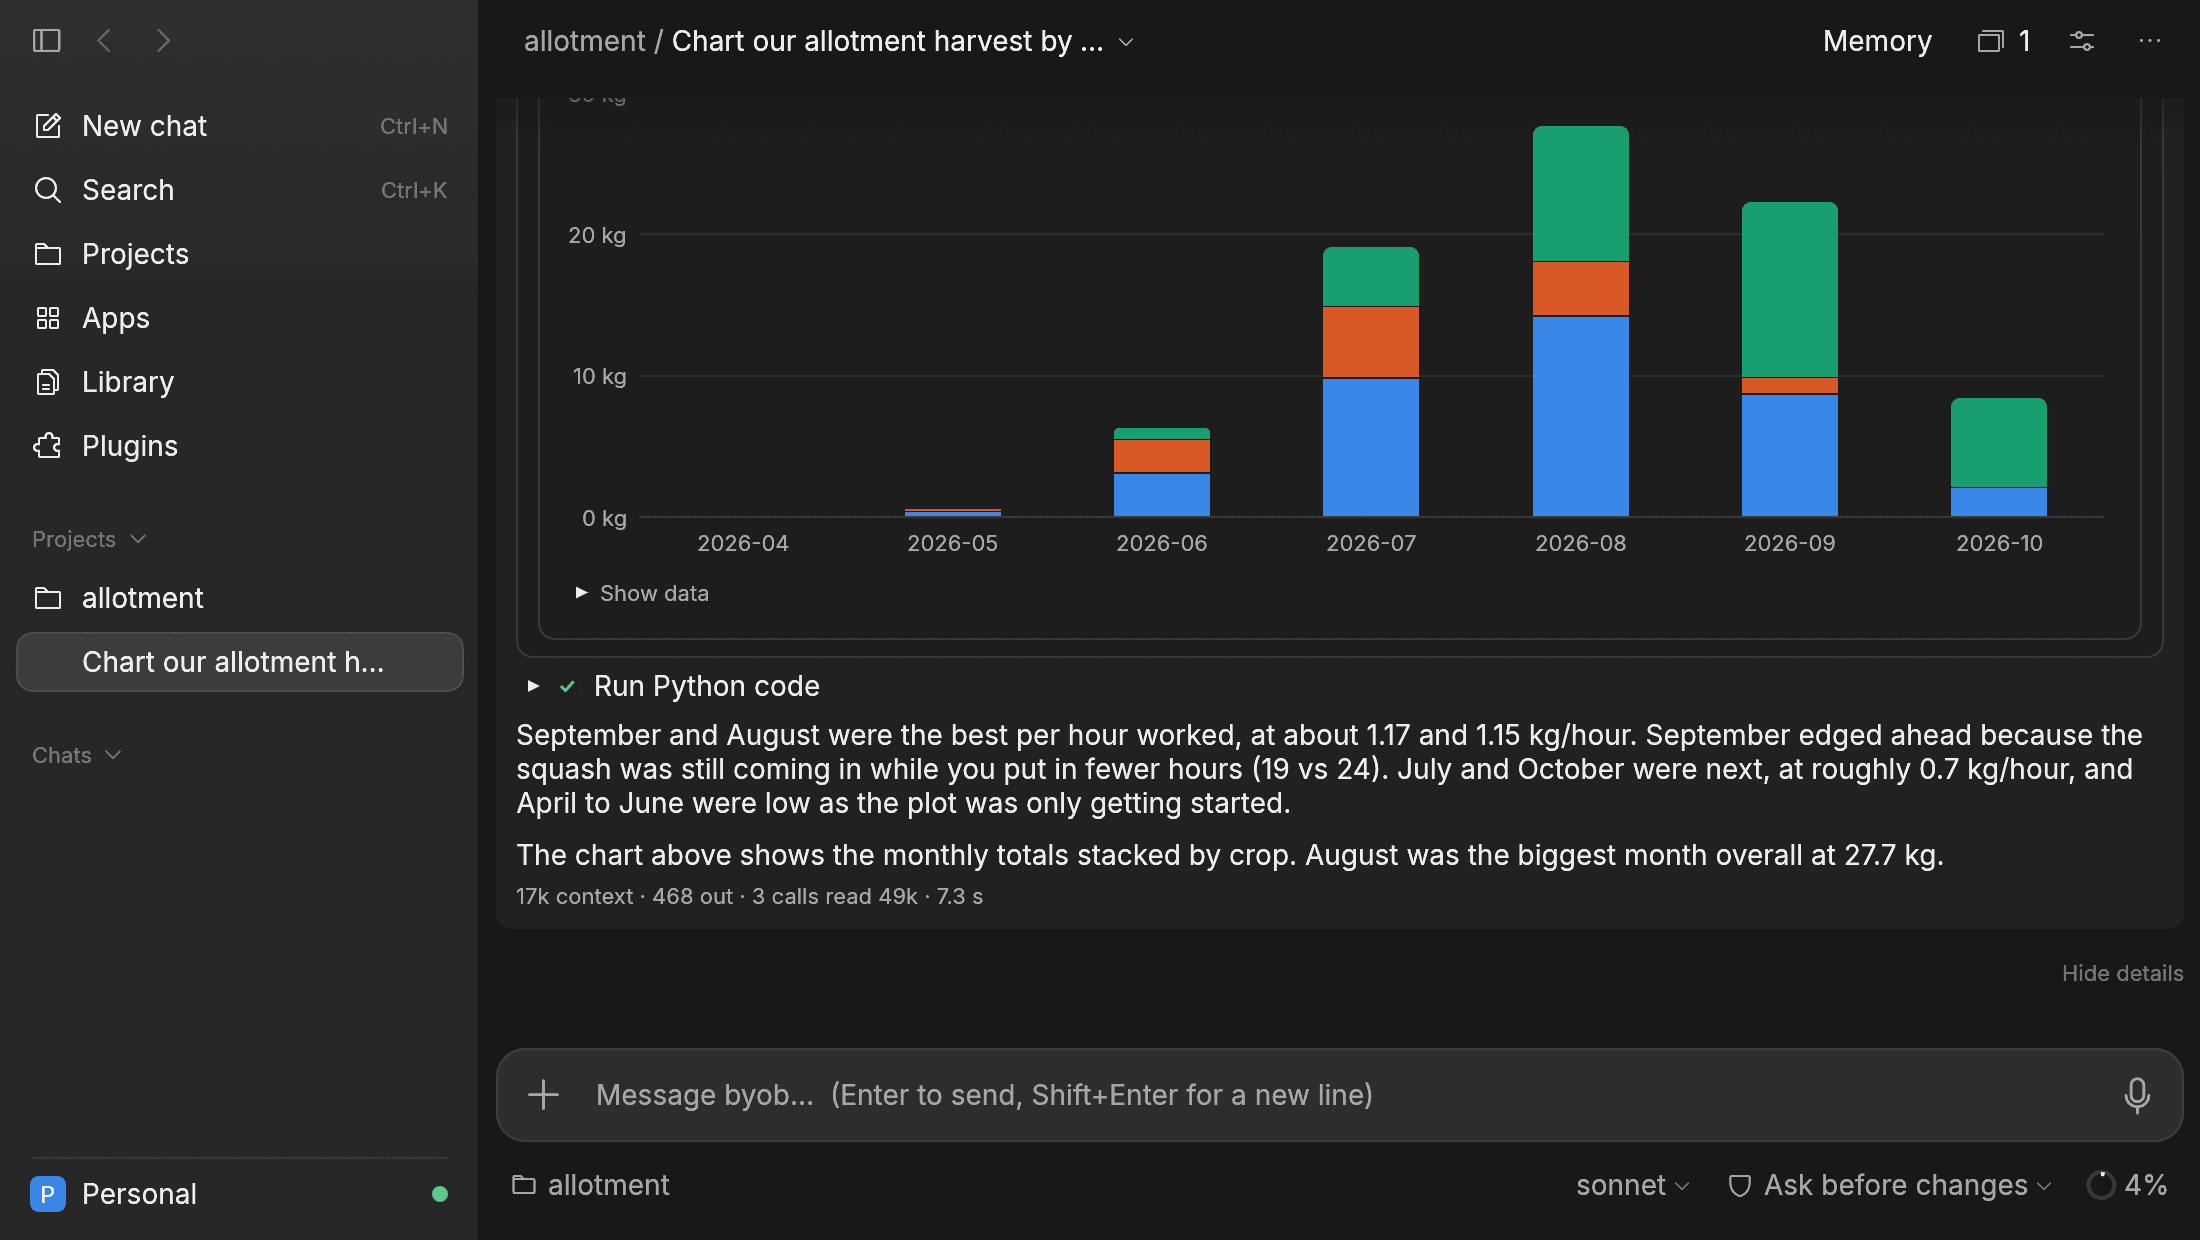 allotment / Chart our allotment harvest by ...
Memory
1
New chat
Ctrl+N
Search
Ctrl+K
Projects
Apps
Library
Plugins
Projects
allotment
Chart our allotment h...
Chats
P
Personal
20 kg
10 kg
0 kg
2026-04
2026-05
2026-06
2026-07
2026-08
2026-09
2026-10
Show data
Run Python code
September and August were the best per hour worked, at about 1.17 and 1.15 kg/hour. September edged ahead because the
squash was still coming in while you put in fewer hours (19 vs 24). July and October were next, at roughly 0.7 kg/hour, and
April to June were low as the plot was only getting started.
The chart above shows the monthly totals stacked by crop. August was the biggest month overall at 27.7 kg.
17k context · 468 out · 3 calls read 49k · 7.3 s
Hide details
Message byob... (Enter to send, Shift+Enter for a new line)
allotment
sonnet
Ask before changes
4%